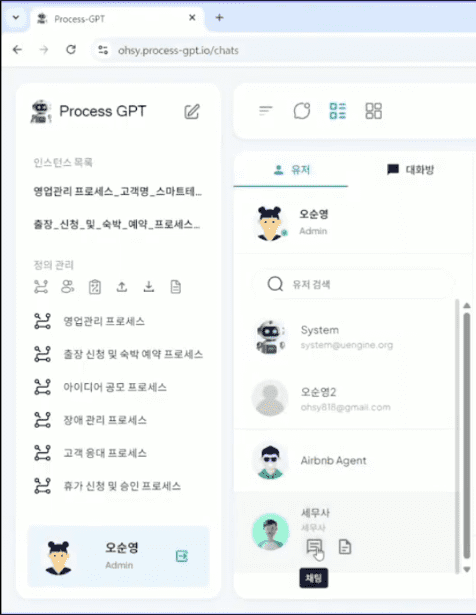 Process-GPT
ohsy.process-gpt.io/chats
Process GPT
인스턴스 목록
영업관리 프로세스_고객명_스마트테...
출장_신청_및_숙박_예약_프로세스...
정의 관리
영업관리 프로세스
출장 신청 및 숙박 예약 프로세스
아이디어 공모 프로세스
장애 관리 프로세스
고객 응대 프로세스
휴가 신청 및 승인 프로세스
오순영
Admin
유저
대화방
오순영
Admin
유저 검색
System
system@uengine.org
오순영2
ohsy818@gmail.com
Airbnb Agent
세무사
세무사
채팅